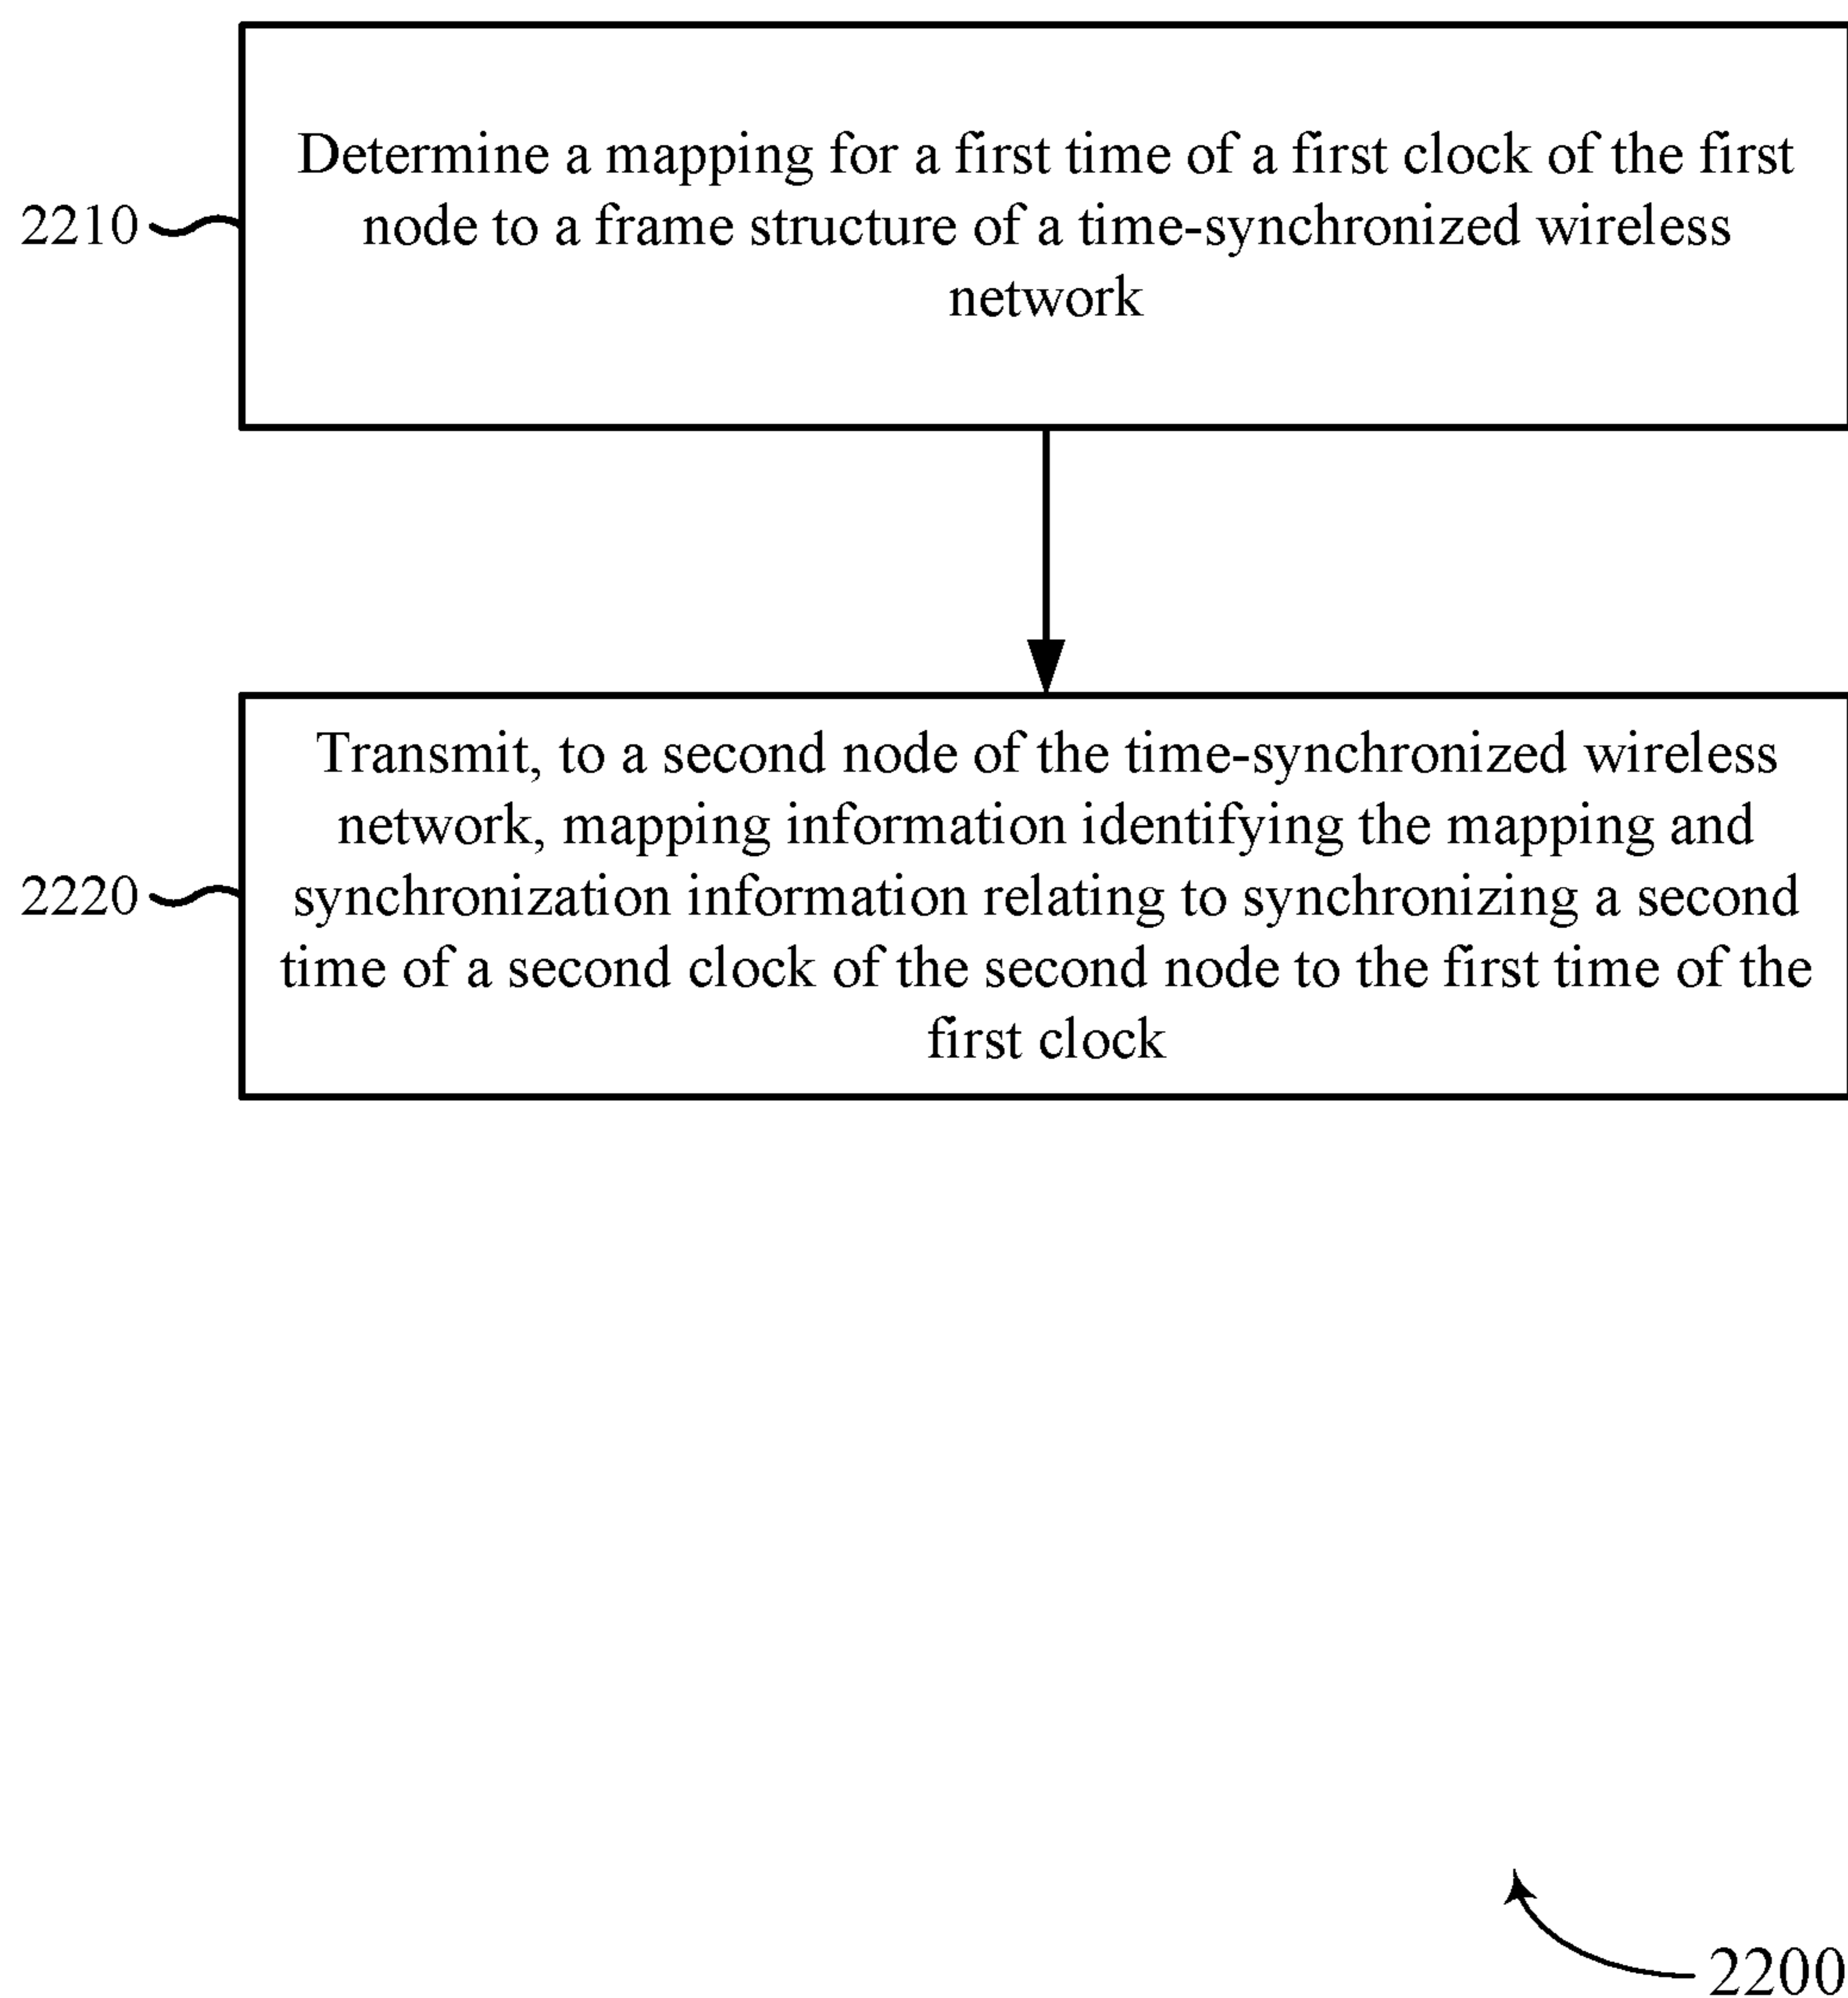 Determine a mapping for a first time of a first clock of the first
node to a frame structure of a time-synchronized wireless
network
2210
Transmit, to a second node of the time-synchronized wireless
network, mapping information identifying the mapping and
synchronization information relating to synchronizing a second
time of a second clock of the second node to the first time of the
first clock
2220
2200